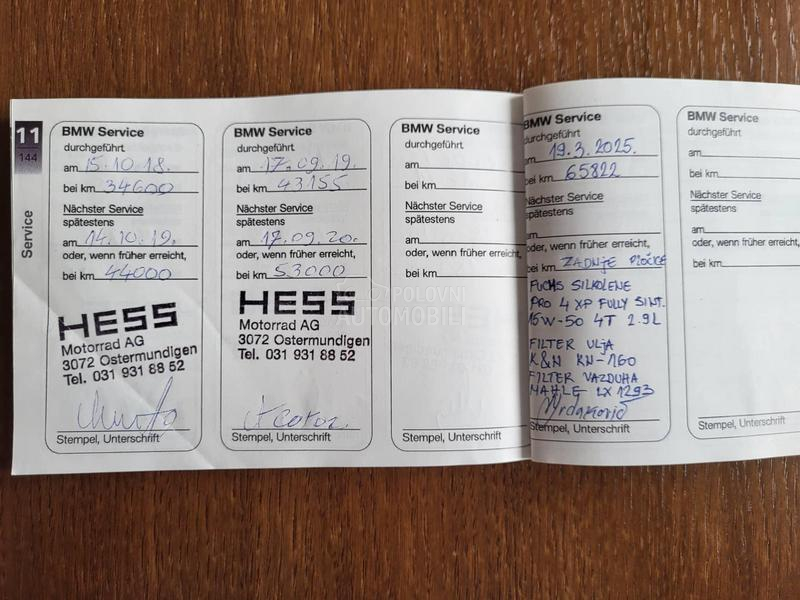 11
144
Service
BMW Service
durchgeführt
am 15.10.18.
bei km 34600
Nächster Service
spätestens
am 14.10.19.
oder, wenn früher erreicht,
bei km 44000
HESS
Motorrad AG
3072 Ostermundigen
Tel. 031 931 88 52
Stempel, Unterschrift
BMW Service
durchgeführt
am 17.09.19.
bei km 43155
Nächster Service
spätestens
am 17.09.20.
oder, wenn früher erreicht,
bei km 53000
HESS
Motorrad AG
3072 Ostermundigen
Tel. 031 931 88 52
Stempel, Unterschrift
BMW Service
durchgeführt
am
bei km
Nächster Service
spätestens
am
oder, wenn früher erreicht,
bei km
POLOVNI
AUTOMOBILI
Stempel, Unterschrift
BMW Service
durchgeführt
am 19.3.2025.
bei km 65822
Nächster Service
spätestens
am
oder, wenn früher erreicht,
bei km ZADNJE PLOČICE
FUCHS SILKOLENE
PRO 4 XP FULLY SINT.
15W-50 4T 2.9L
FILTER ULJA
K&N KN-160
FILTER VAZDUHA
MAHLE LX 1293
Stempel, Unterschrift
BMW Service
durchgeführt
am
bei km
Nächster Service
spätestens
am
oder, wenn früher erreicht,
bei km
Stempel, Unterschrift